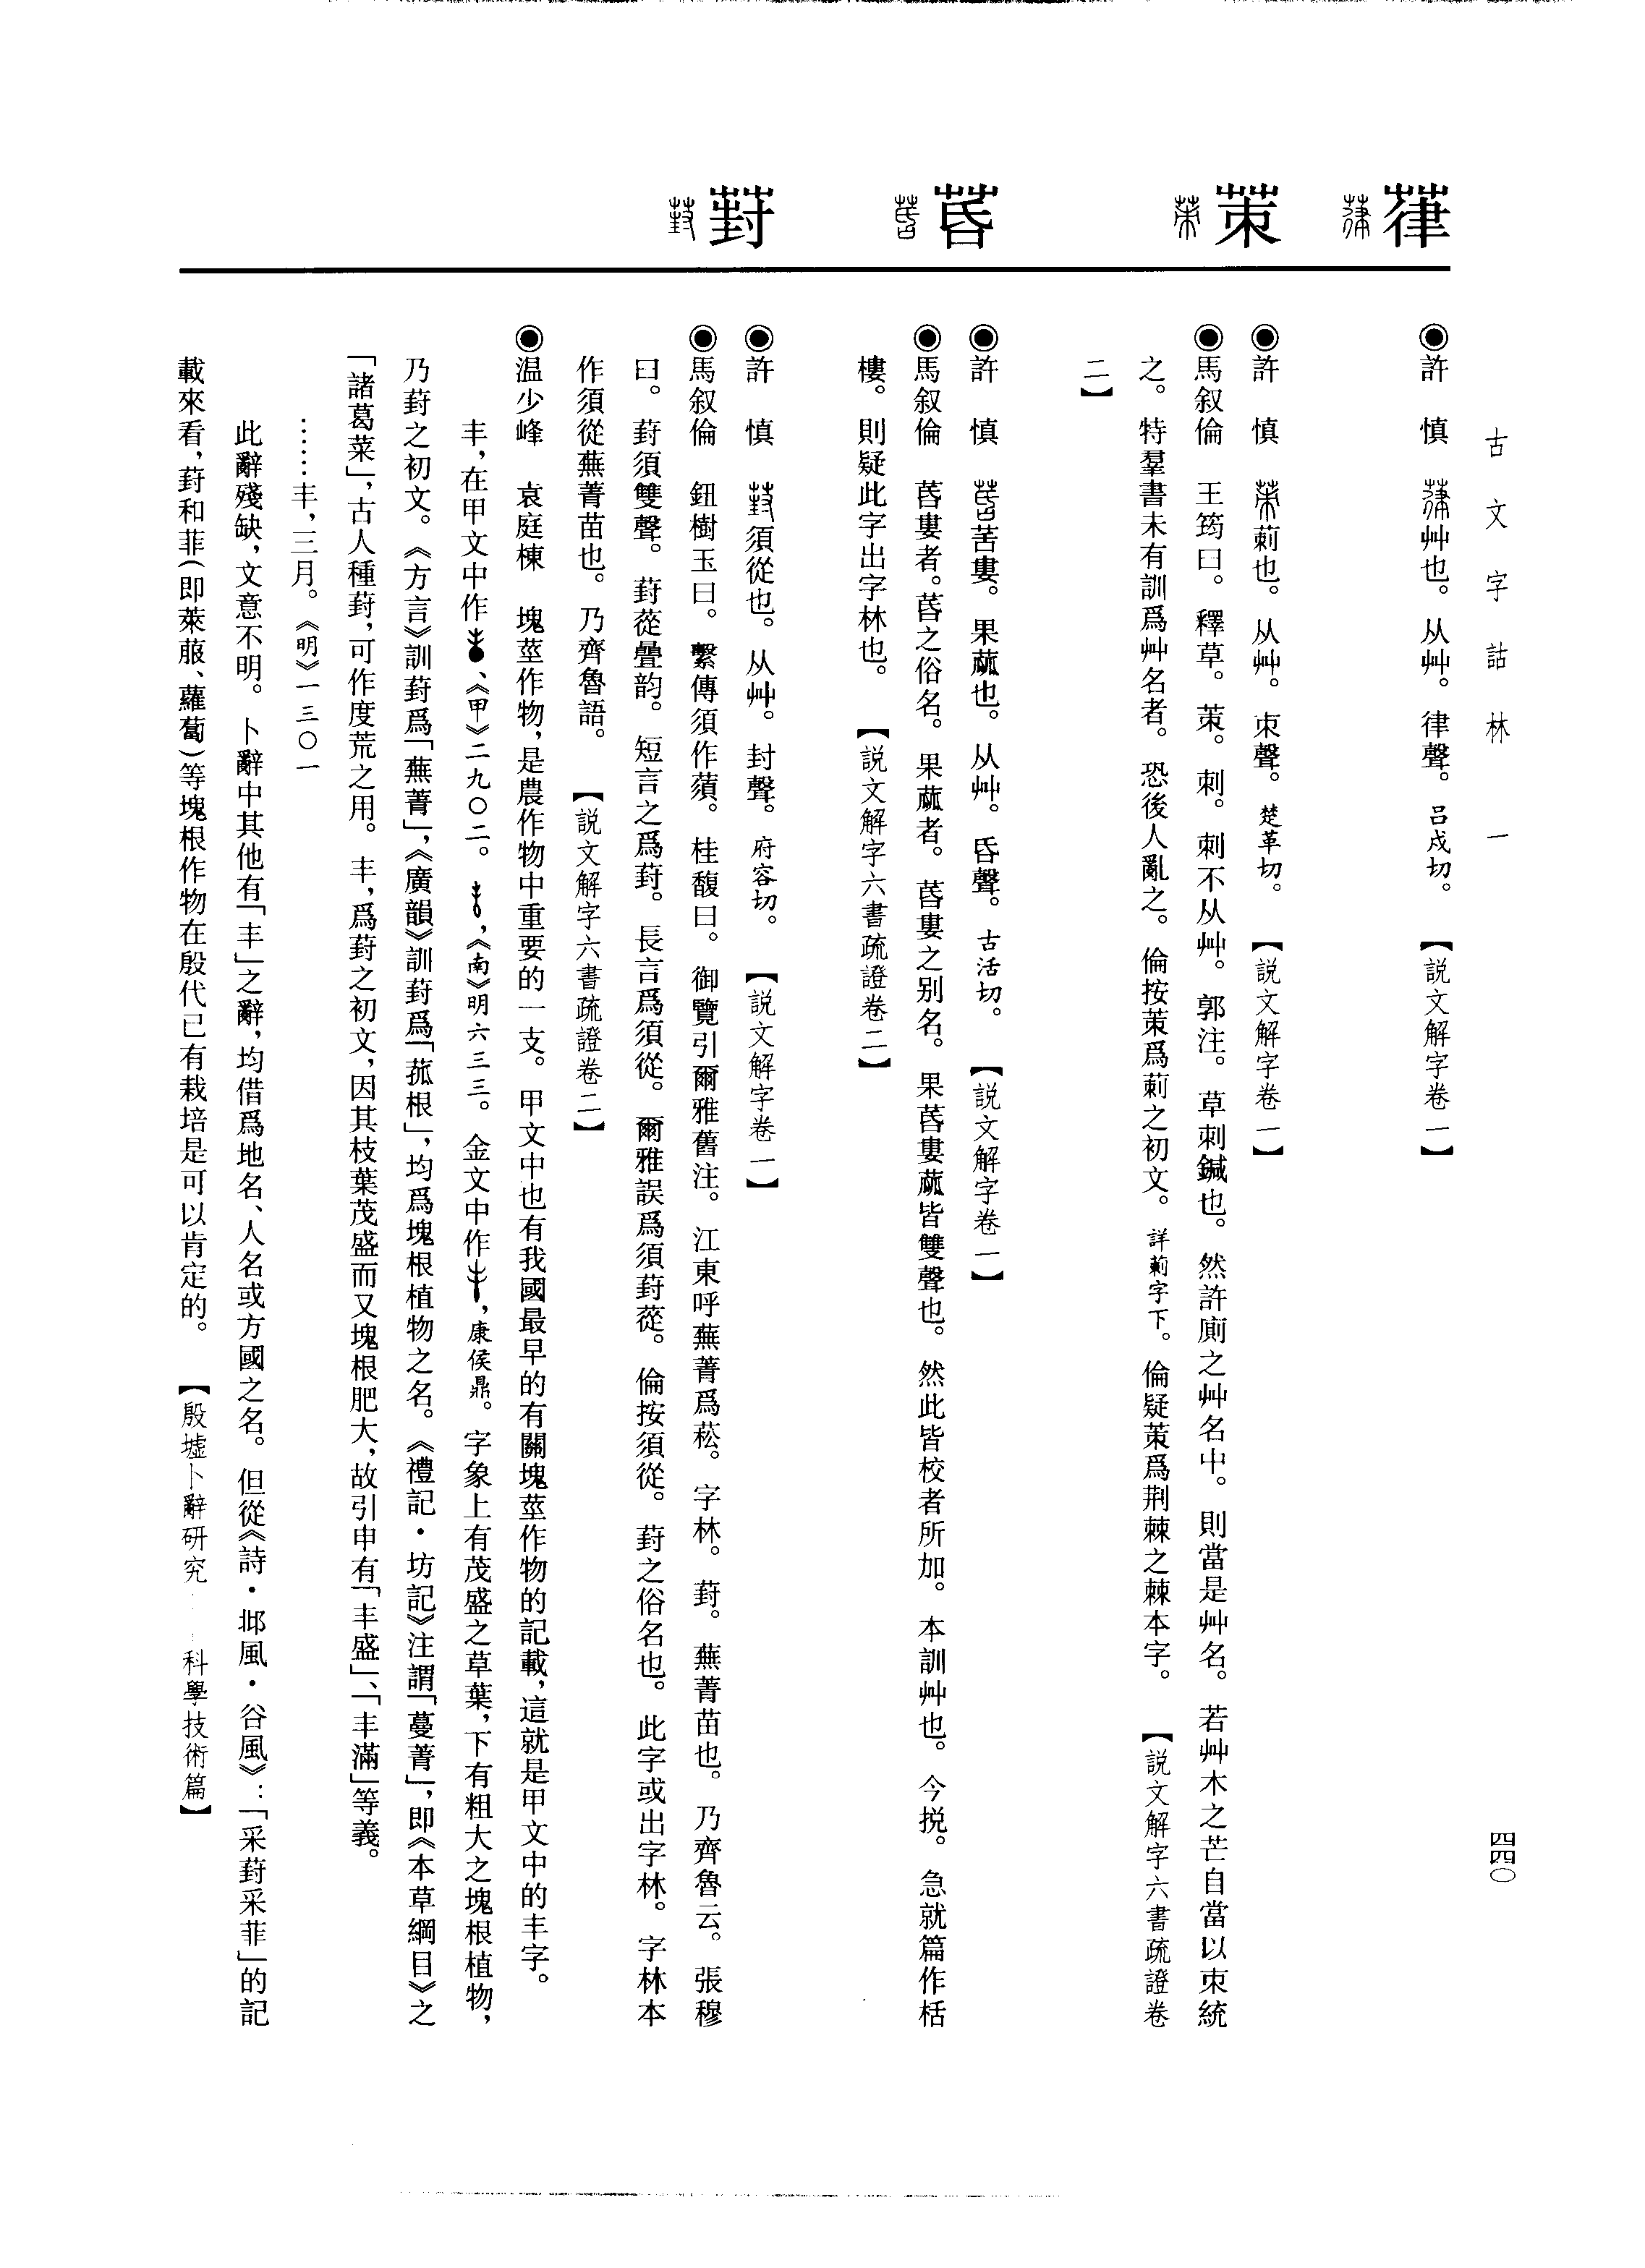 古文字詁林　一
四四〇
葎
●許　慎　艸也。从艸。律聲。吕戍切。　【説文解字卷一】
茦
●許　慎　莿也。从艸。朿聲。楚革切。　【説文解字卷一】
●馬叙倫　王筠曰。釋草。茦。刺。刺不从艸。郭注。草刺鍼也。然許廁之艸名中。則當是艸名。若艸木之芒自當以朿統
之。特羣書未有訓爲艸名者。恐後人亂之。倫按茦爲莿之初文。詳莿字下。倫疑茦爲荆棘之棘本字。　【説文解字六書疏證卷
二】
䒷
●許　慎　苦婁。果蓏也。从艸。昏聲。古活切。　【説文解字卷一】
●馬叙倫　䒷婁者。䒷之俗名。果蓏者。䒷婁之別名。果䒷婁蓏皆雙聲也。然此皆校者所加。本訓艸也。今捝。急就篇作栝
樓。則疑此字出字林也。　【説文解字六書疏證卷二】
葑
●許　慎　須從也。从艸。封聲。府容切。　【説文解字卷一】
●馬叙倫　鈕樹玉曰。繫傳須作蕦。桂馥曰。御覽引爾雅舊注。江東呼蕪菁爲菘。字林。葑。蕪菁苗也。乃齊魯云。張穆
曰。葑須雙聲。葑蓯疊韵。短言之爲葑。長言爲須從。爾雅誤爲須葑蓯。倫按須從。葑之俗名也。此字或出字林。字林本
作須從蕪菁苗也。乃齊魯語。　【説文解字六書疏證卷二】
●温少峰　袁庭棟　塊莖作物，是農作物中重要的一支。甲文中也有我國最早的有關塊莖作物的記載，這就是甲文中的丰字。
丰，在甲文中作、《甲》二九〇二。，《南》明六三三。金文中作，康侯鼎。字象上有茂盛之草葉，下有粗大之塊根植物，
乃葑之初文。《方言》訓葑爲「蕪菁」，《廣韻》訓葑爲「菰根」，均爲塊根植物之名。《禮記·坊記》注謂「蔓菁」，即《本草綱目》之
「諸葛菜」，古人種葑，可作度荒之用。丰，爲葑之初文，因其枝葉茂盛而又塊根肥大，故引申有「丰盛」、「丰滿」等義。
……丰，三月。《明》一三〇一
此辭殘缺，文意不明。卜辭中其他有「丰」之辭，均借爲地名、人名或方國之名。但從《詩·邶風·谷風》：「采葑采菲」的記
載來看，葑和菲（即萊菔、蘿蔔）等塊根作物在殷代已有栽培是可以肯定的。　【殷墟卜辭研究——科學技術篇】